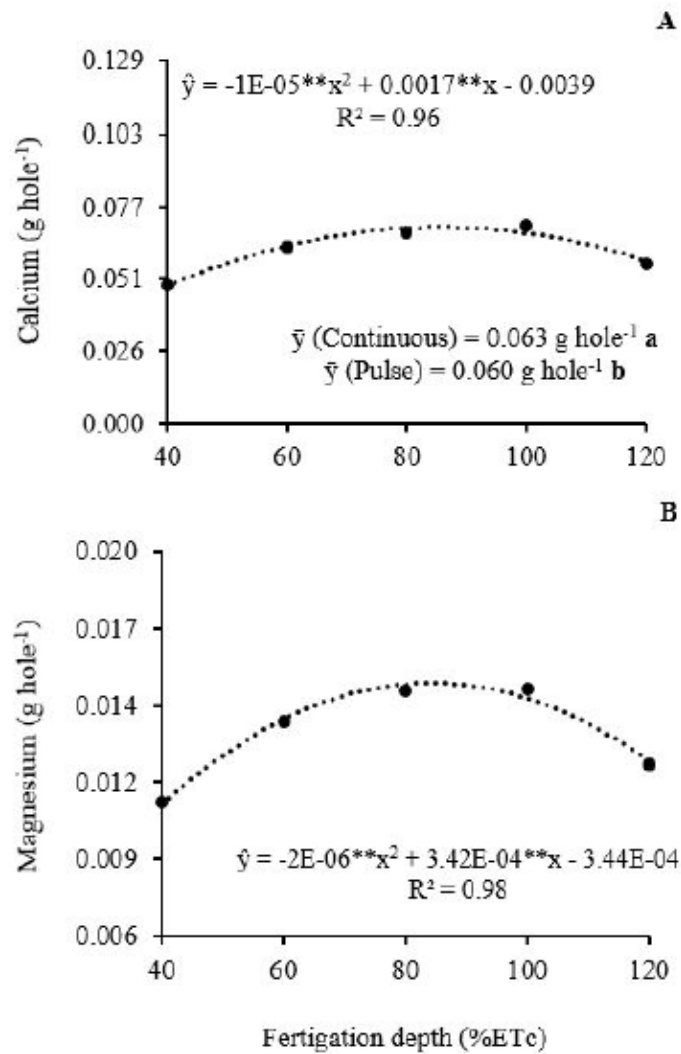 A
0.129
ŷ = -1E-05**x² + 0.0017**x - 0.0039
R² = 0.96
0.103
0.077
Calcium (g hole⁻¹)
0.051
ȳ (Continuous) = 0.063 g hole⁻¹ a
ȳ (Pulse) = 0.060 g hole⁻¹ b
0.026
0.000
40 60 80 100 120
B
0.020
0.017
0.014
Magnesium (g hole⁻¹)
0.012
0.009
ŷ = -2E-06**x² + 3.42E-04**x - 3.44E-04
R² = 0.98
0.006
40 60 80 100 120
Fertigation depth (%ETc)